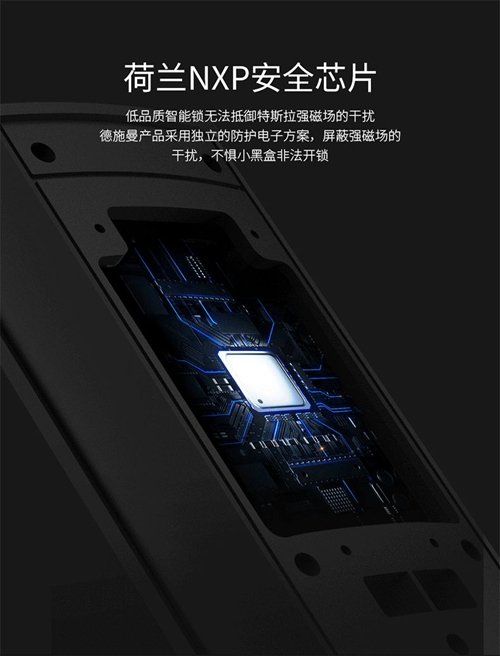 荷兰NXP安全芯片
低品质智能锁无法抵御特斯拉强磁场的干扰
德施曼产品采用独立的防护电子方案，屏蔽强磁场的
干扰，不惧小黑盒非法开锁